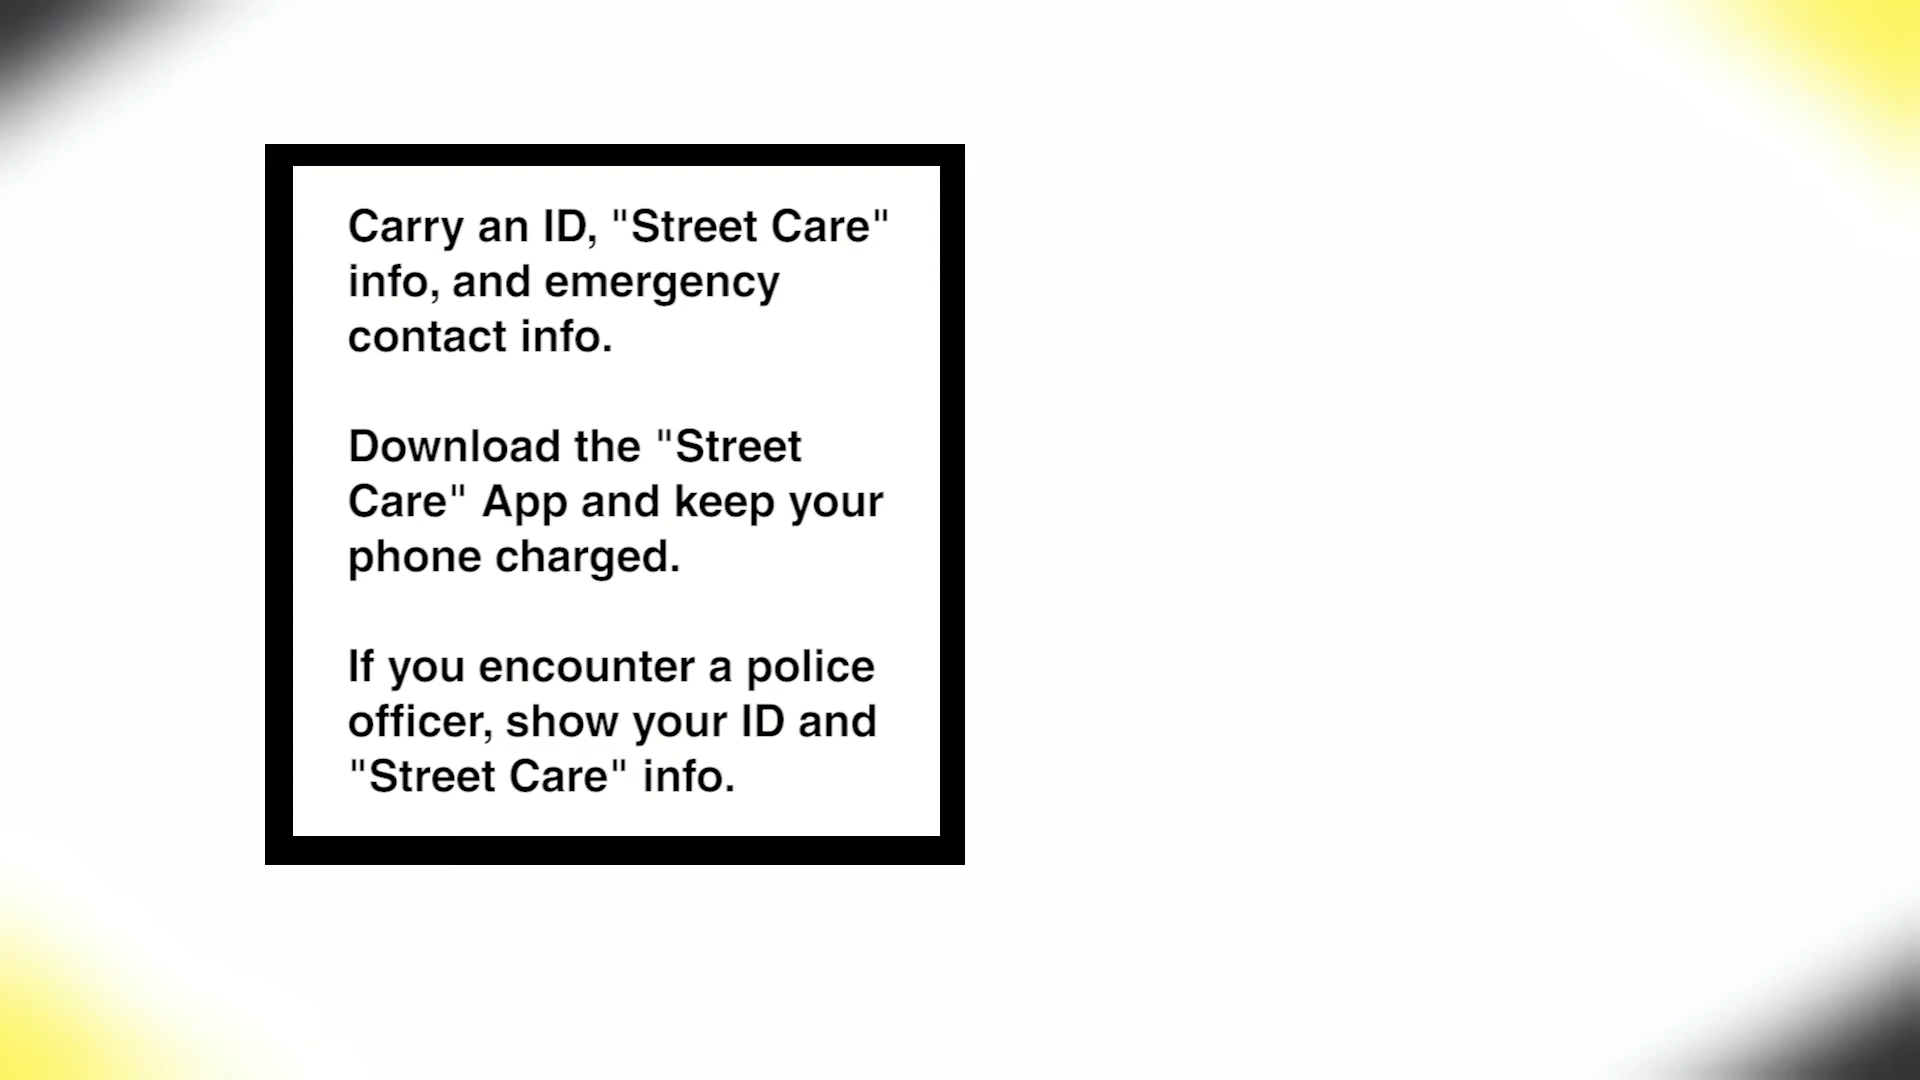 Carry an ID, "Street Care"
info, and emergency
contact info.
Download the "Street
Care" App and keep your
phone charged.
If you encounter a police
officer, show your ID and
"Street Care" info.